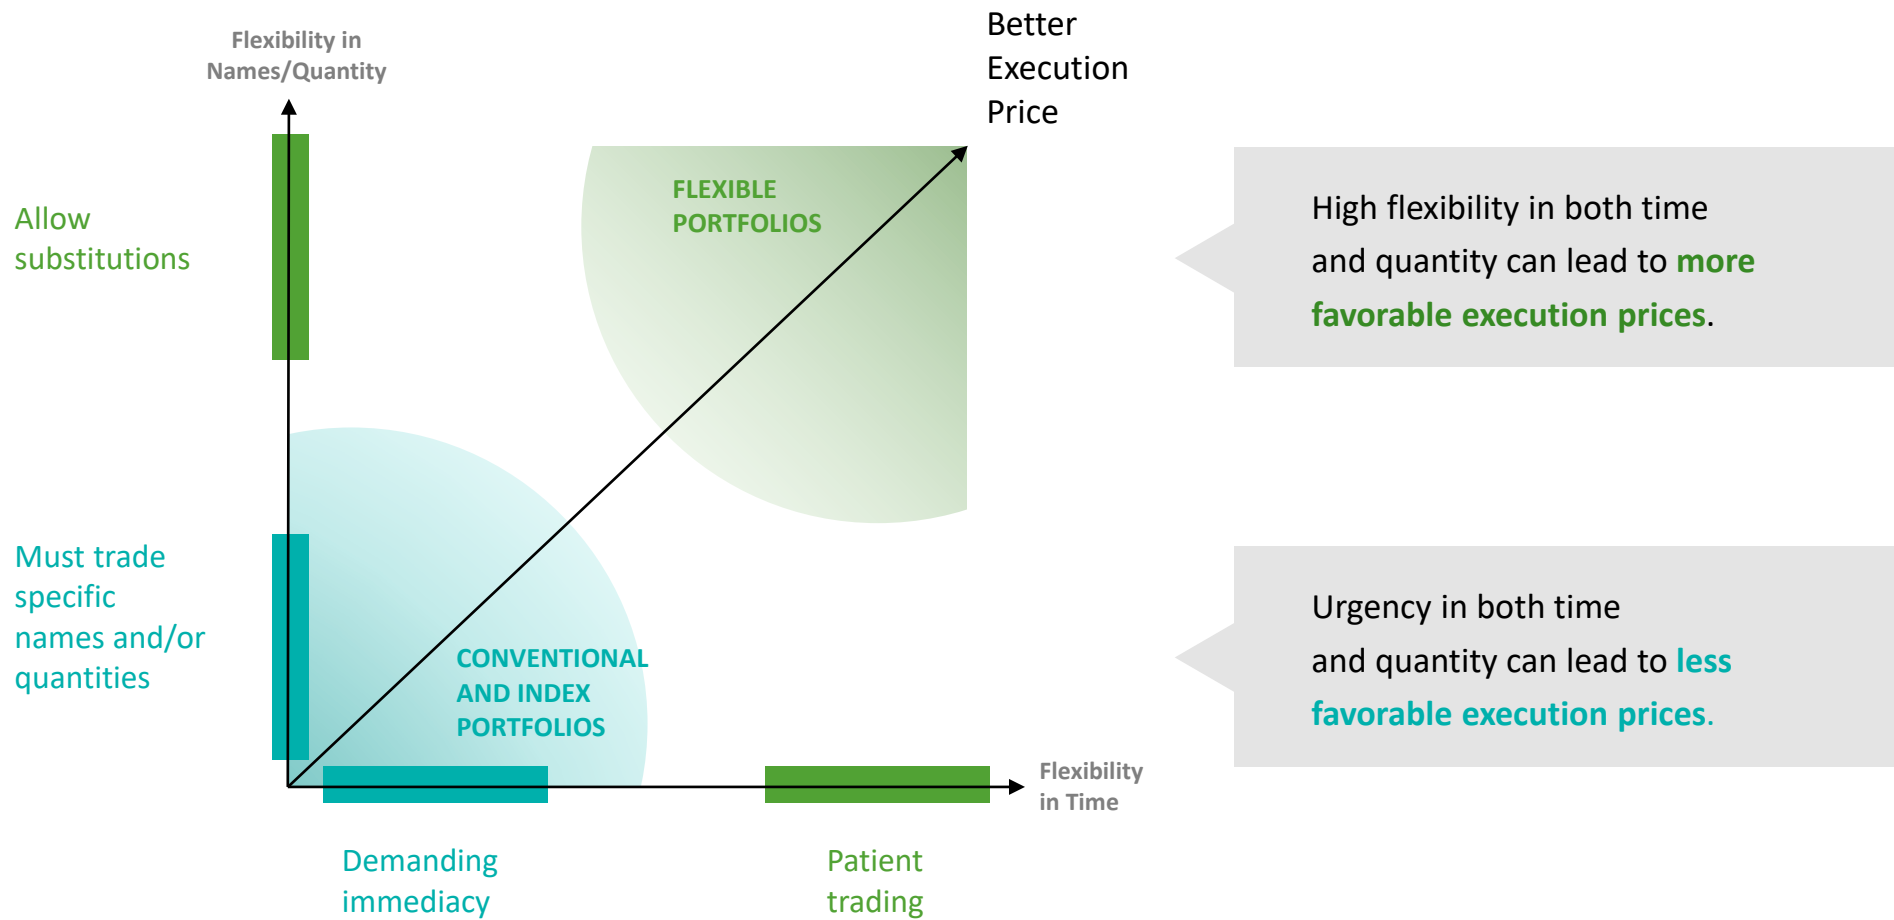 Flexibility in
Names/Quantity
Better
Execution
Price
Allow
substitutions
FLEXIBLE
PORTFOLIOS
High flexibility in both time
and quantity can lead to more
favorable execution prices.
Must trade
specific
names and/or
quantities
CONVENTIONAL
AND INDEX
PORTFOLIOS
Urgency in both time
and quantity can lead to less
favorable execution prices.
Flexibility
in Time
Demanding
immediacy
Patient
trading